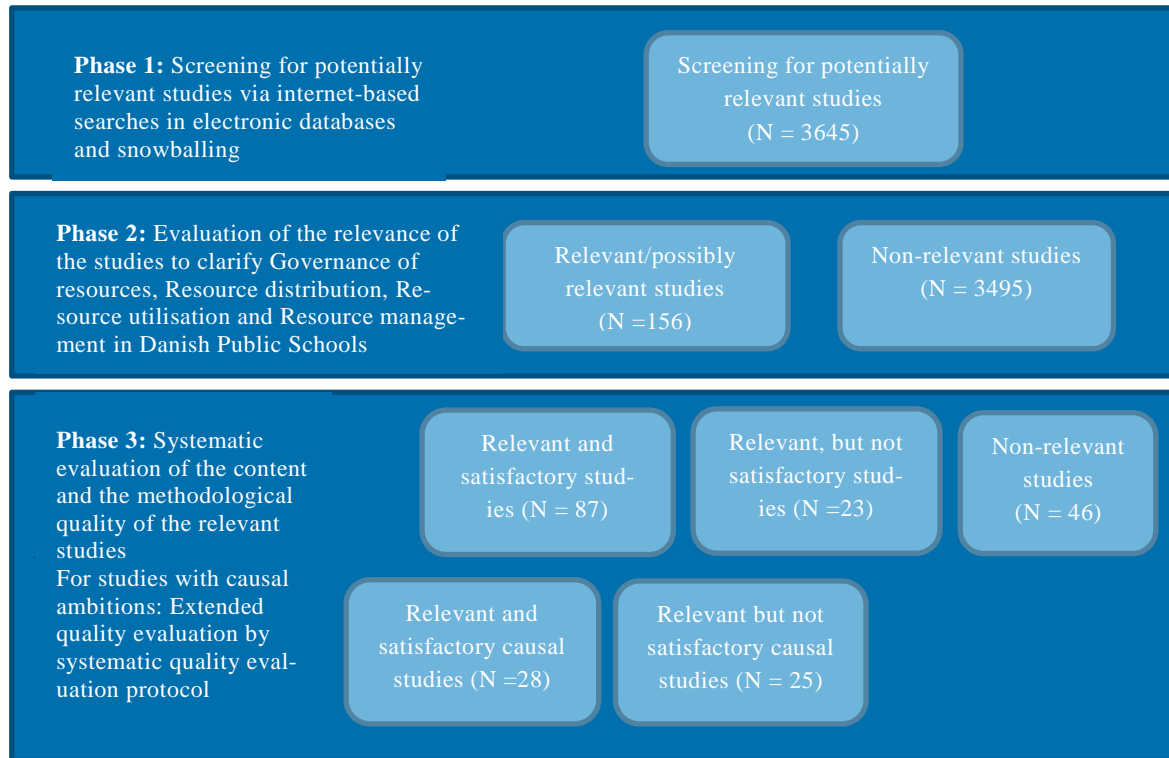 Phase 1: Screening for potentially
relevant studies via internet-based
searches in electronic databases
and snowballing
Screening for potentially
relevant studies
(N = 3645)
Phase 2: Evaluation of the relevance of
the studies to clarify Governance of
resources, Resource distribution, Re-
source utilisation and Resource manage-
ment in Danish Public Schools
Relevant/possibly
relevant studies
(N =156)
Non-relevant studies
(N = 3495)
Phase 3: Systematic
evaluation of the content
and the methodological
quality of the relevant
studies
For studies with causal
ambitions: Extended
quality evaluation by
systematic quality eval-
uation protocol
Relevant and
satisfactory stud-
ies (N = 87)
Relevant, but not
satisfactory stud-
ies (N =23)
Non-relevant
studies
(N = 46)
Relevant and
satisfactory causal
studies (N =28)
Relevant but not
satisfactory causal
studies (N = 25)